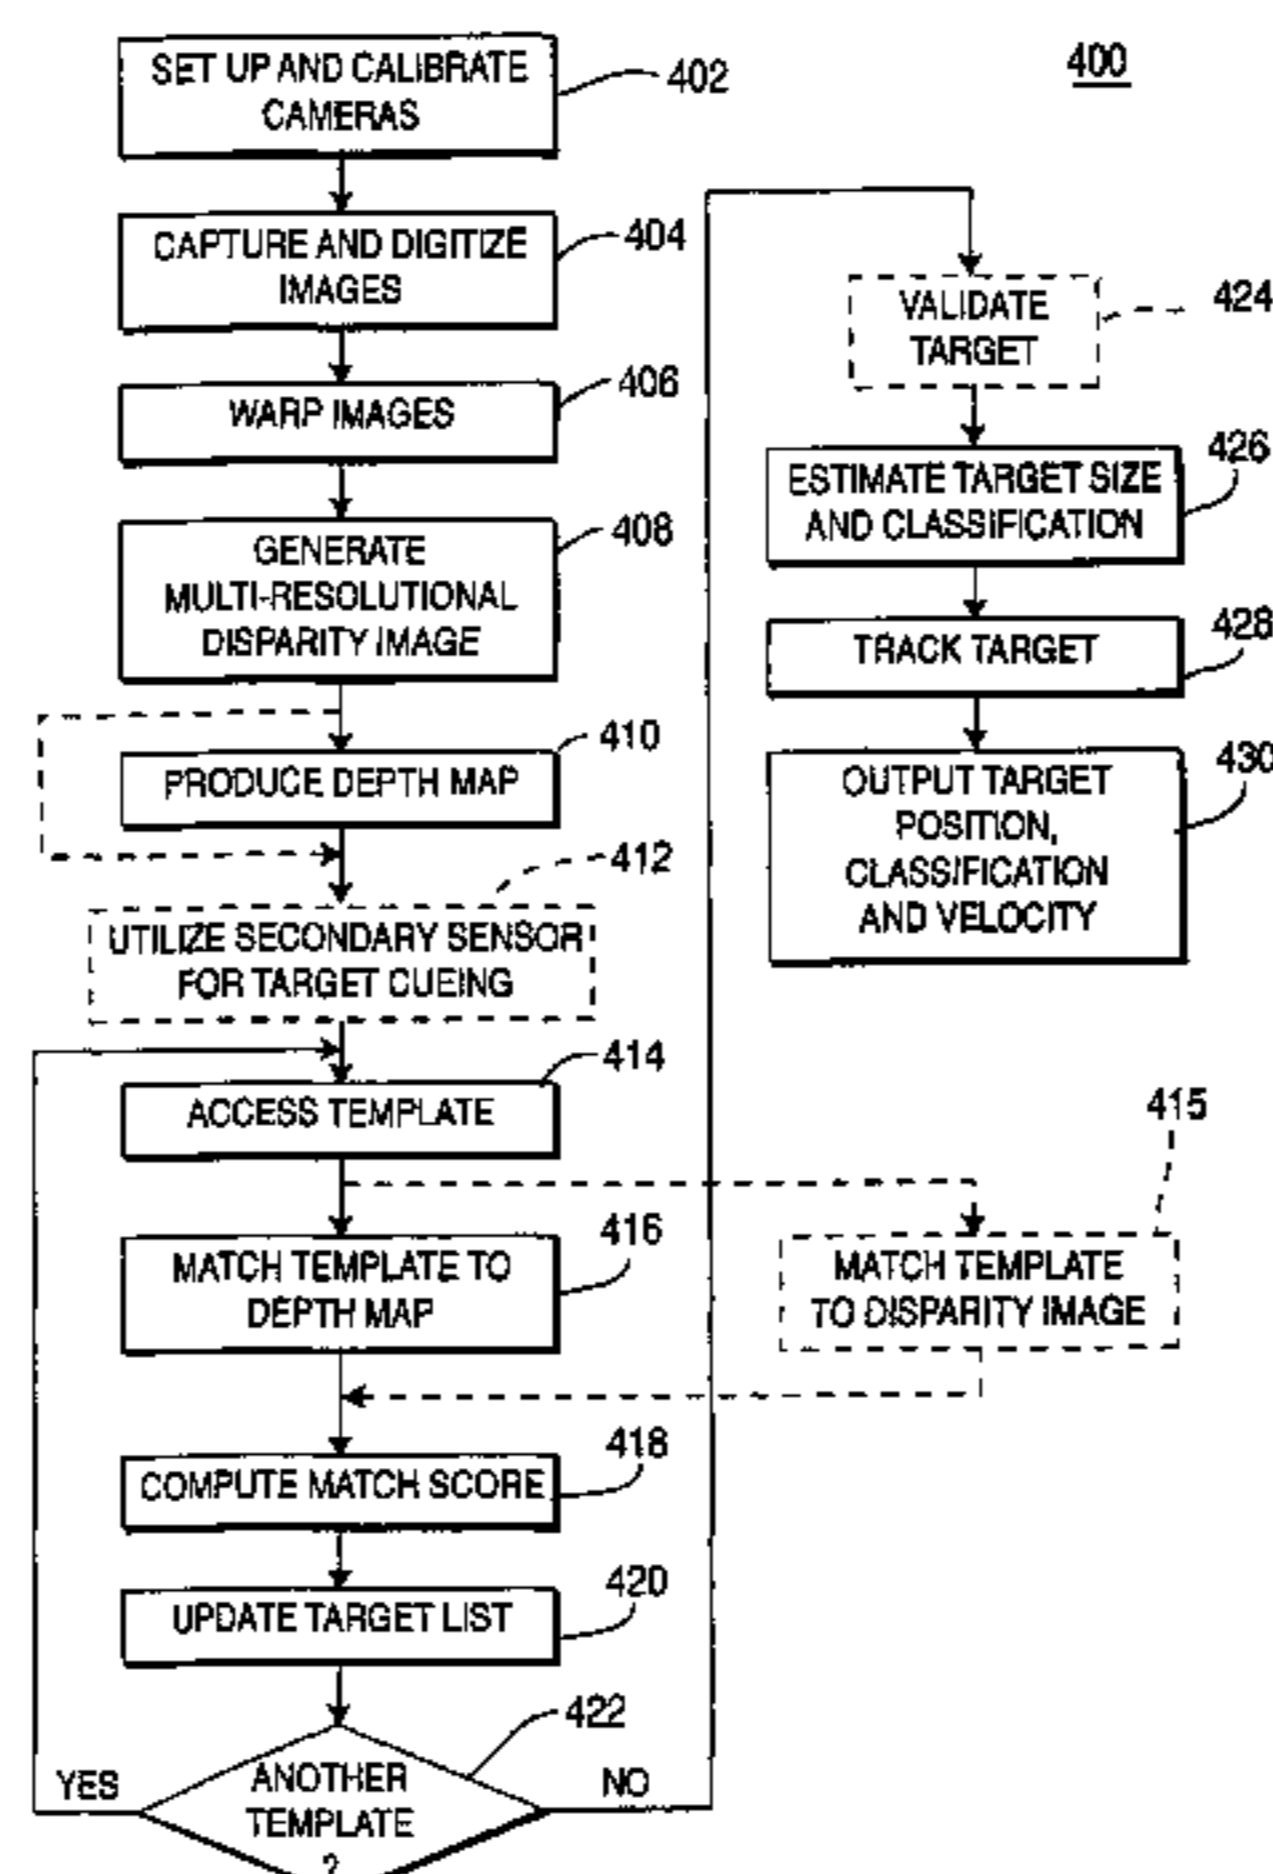 400
SET UP AND CALIBRATE
CAMERAS
402
CAPTURE AND DIGITIZE
IMAGES
404
WARP IMAGES
406
GENERATE
MULTI-RESOLUTIONAL
DISPARITY IMAGE
408
PRODUCE DEPTH MAP
410
UTILIZE SECONDARY SENSOR
FOR TARGET CUEING
412
ACCESS TEMPLATE
414
MATCH TEMPLATE TO
DEPTH MAP
416
MATCH TEMPLATE
TO DISPARITY IMAGE
415
COMPUTE MATCH SCORE
418
UPDATE TARGET LIST
420
ANOTHER
TEMPLATE
?
422
YES
NO
VALIDATE
TARGET
424
ESTIMATE TARGET SIZE
AND CLASSIFICATION
426
TRACK TARGET
428
OUTPUT TARGET
POSITION,
CLASSIFICATION
AND VELOCITY
430